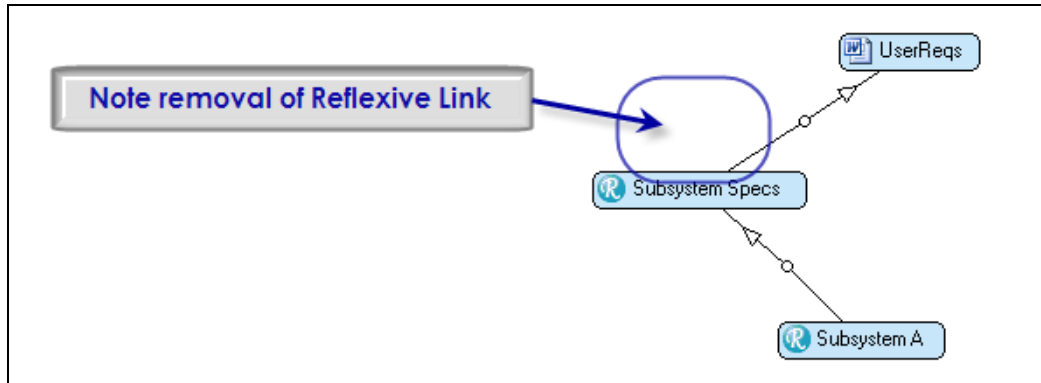 UserReqs
Note removal of Reflexive Link
Subsystem Specs
Subsystem A